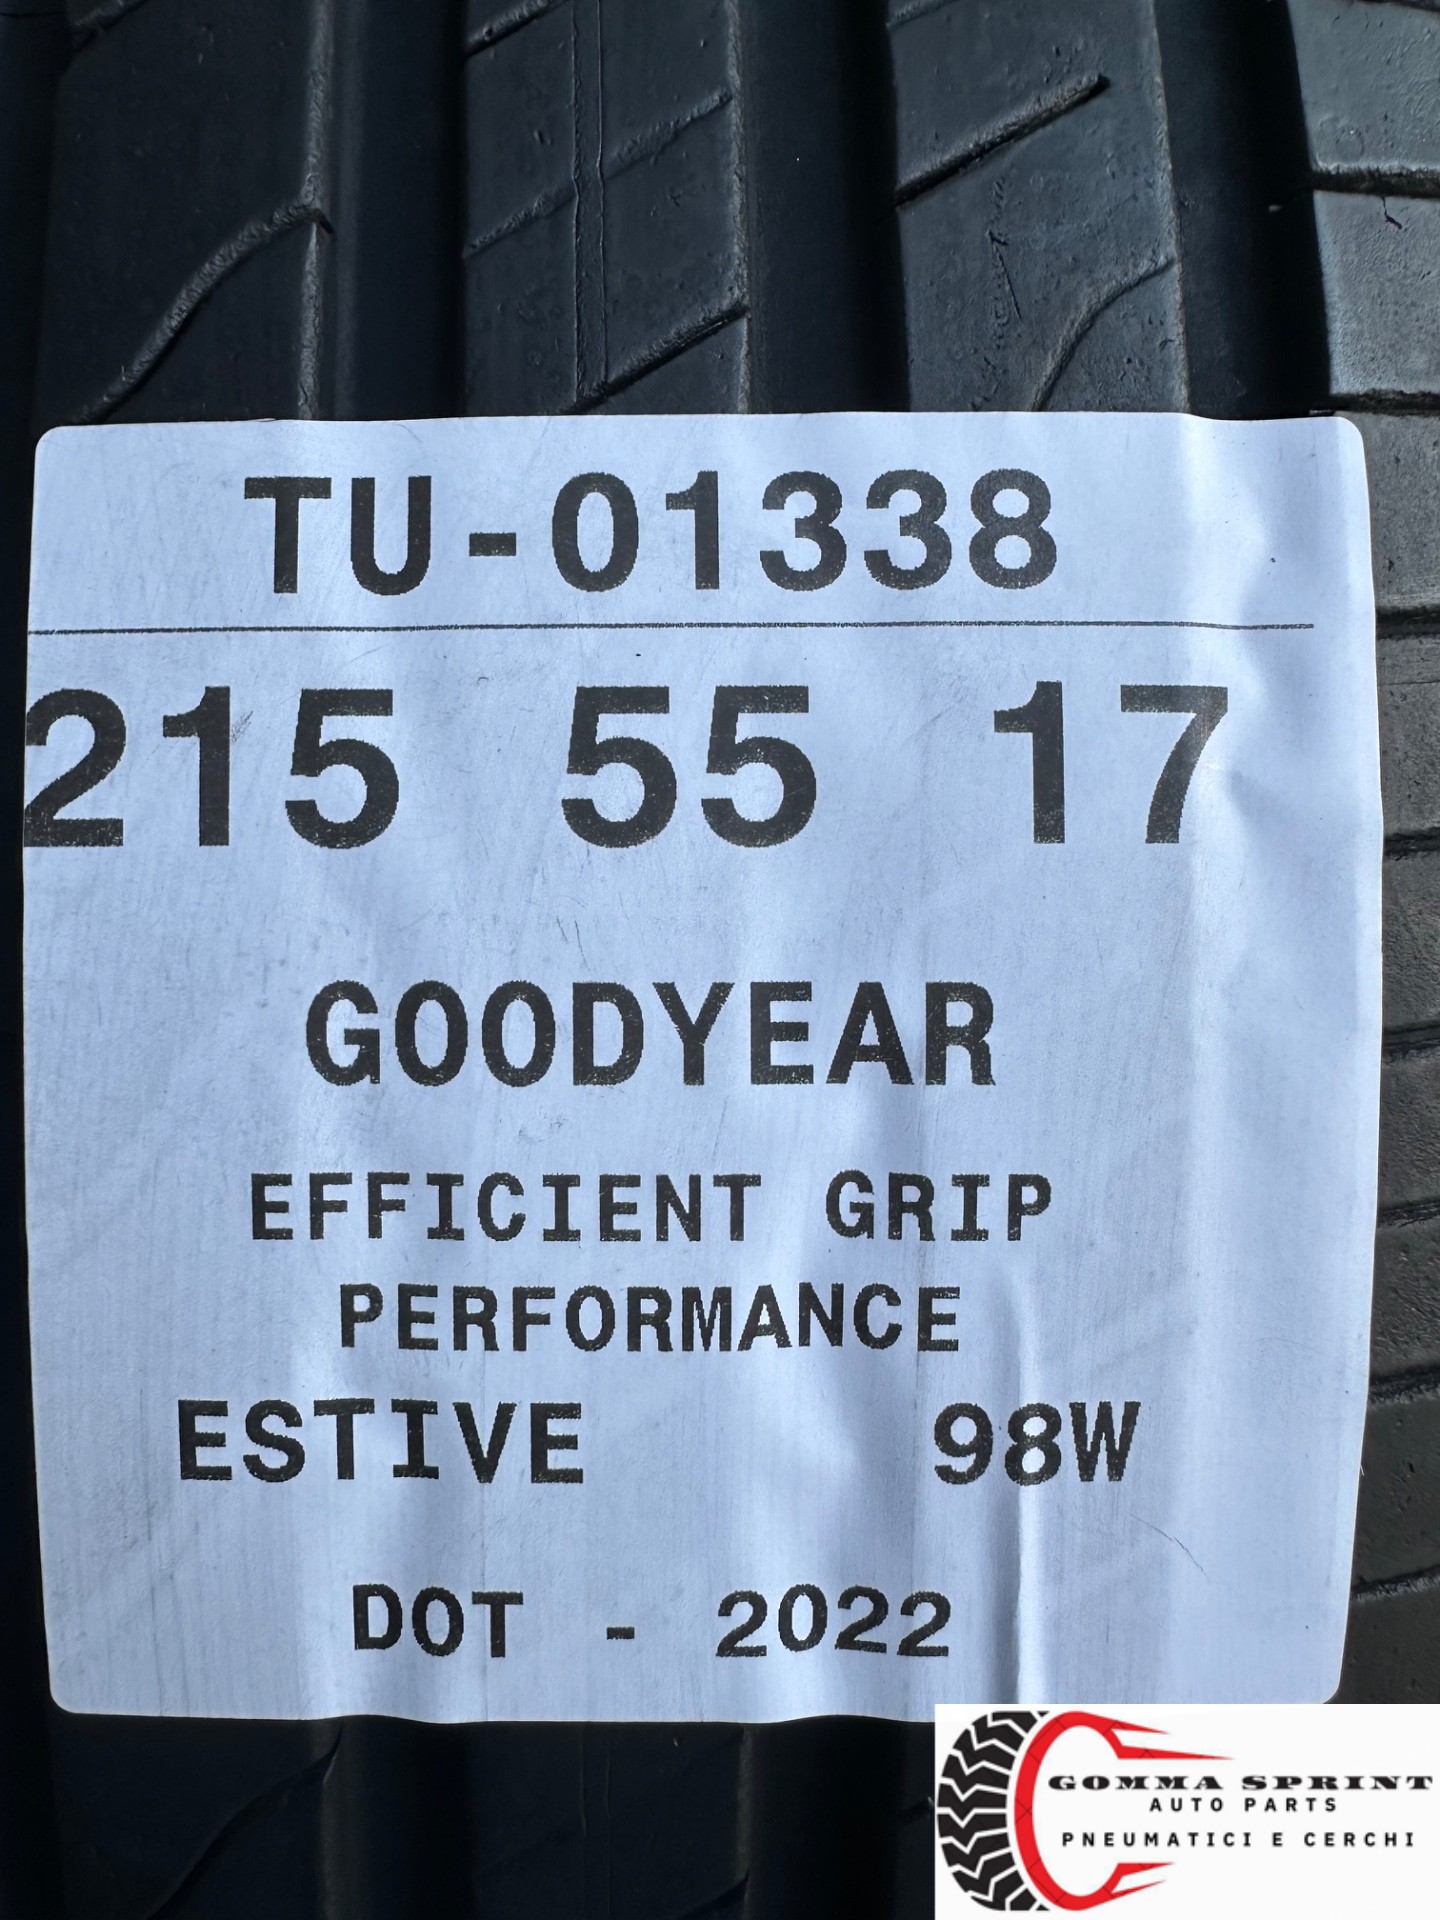 TU-01338
215 55 17
GOODYEAR
EFFICIENT GRIP
PERFORMANCE
ESTIVE 98W
DOT - 2022
GOMMA SPRINT
AUTO PARTS
PNEUMATICI E CERCHI